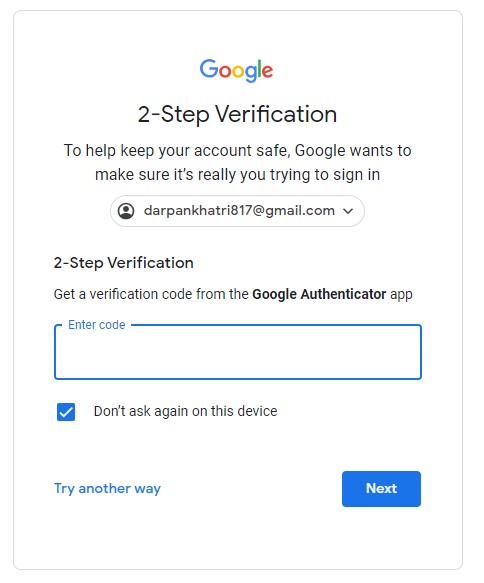 Google
2-Step Verification
To help keep your account safe, Google wants to
make sure it’s really you trying to sign in
darpankhatri817@gmail.com
2-Step Verification
Get a verification code from the Google Authenticator app
Enter code
Don’t ask again on this device
Try another way
Next